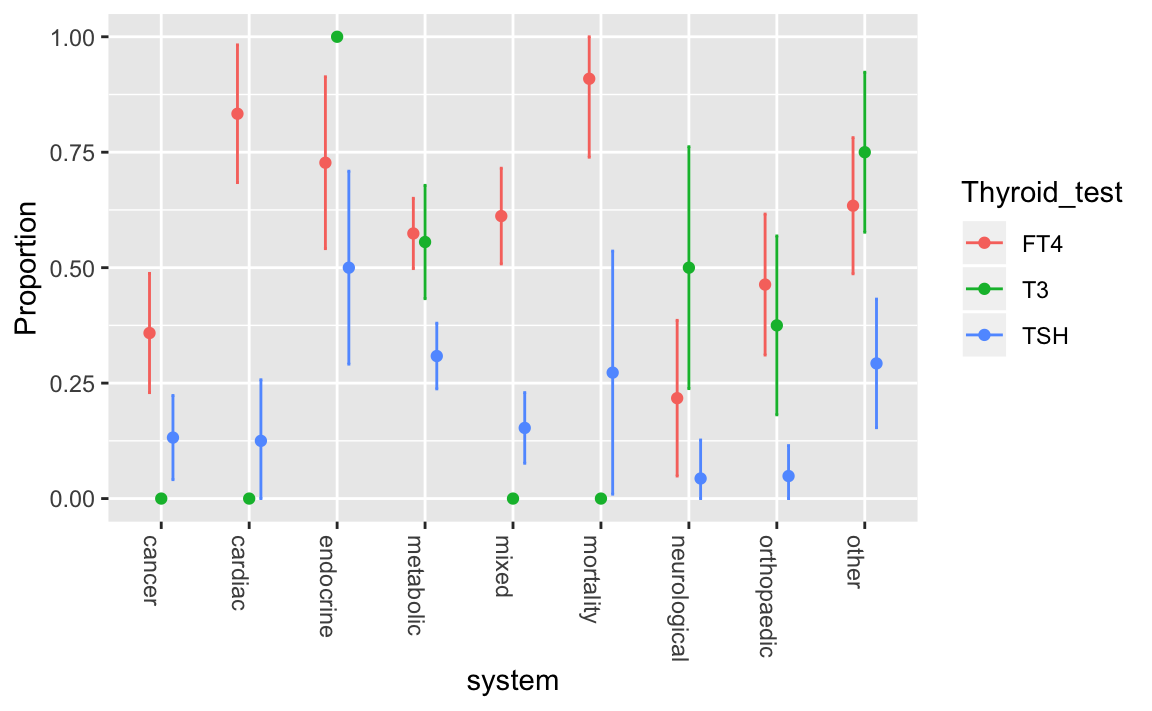 1.00
0.75
0.50
0.25
0.00
Proportion
cancer
cardiac
endocrine
metabolic
mixed
mortality
neurological
orthopaedic
other
system
Thyroid_test
FT4
T3
TSH